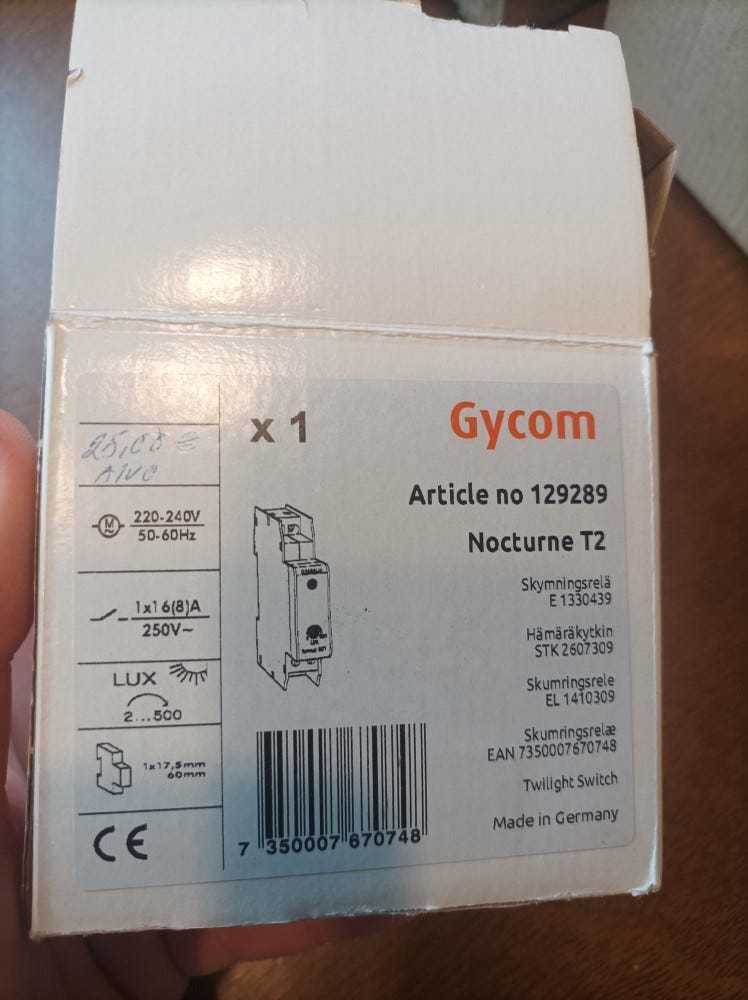 25,00 €
x 1
Gycom
Article no 129289
Nocturne T2
M
220-240V
50-60Hz
1x16(8)A
250V~
LUX
2...500
1x17,5mm
60mm
CE
Skymningsrelä
E 1330439
Hämäräkytkin
STK 2607309
Skumringsrele
EL 1410309
Skumringsrelæ
EAN 7350007670748
Twilight Switch
Made in Germany
7 350007 670748